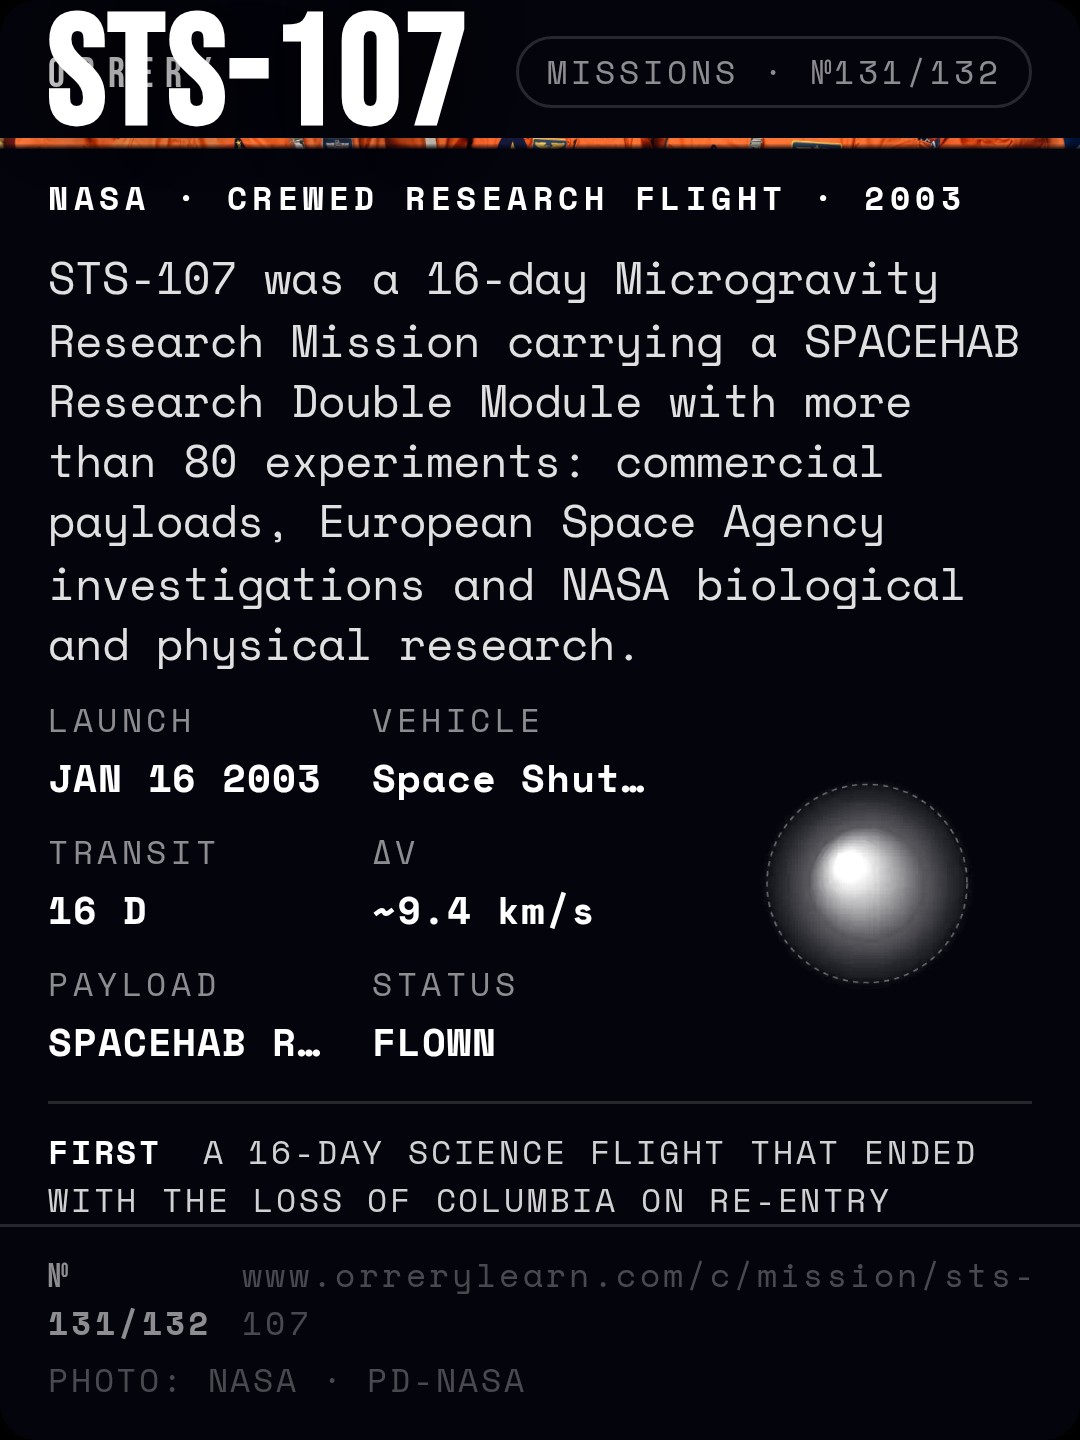 ORRERY
STS-107
MISSIONS · №131/132
NASA · CREWED RESEARCH FLIGHT · 2003
STS-107 was a 16-day Microgravity
Research Mission carrying a SPACEHAB
Research Double Module with more
than 80 experiments: commercial
payloads, European Space Agency
investigations and NASA biological
and physical research.
LAUNCH VEHICLE
JAN 16 2003 Space Shut…
TRANSIT ΔV
16 D ~9.4 km/s
PAYLOAD STATUS
SPACEHAB R… FLOWN
FIRST A 16-DAY SCIENCE FLIGHT THAT ENDED
WITH THE LOSS OF COLUMBIA ON RE-ENTRY
№ www.orrerylearn.com/c/mission/sts-
131/132 107
PHOTO: NASA · PD-NASA